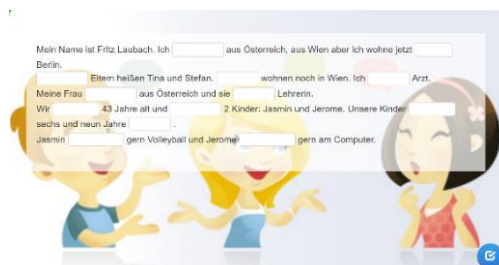 Mein Name ist Fritz Laubach. Ich aus Österreich, aus Wien aber ich wohne jetzt
Berlin.
Eltern heißen Tina und Stefan. wohnen noch in Wien. Ich Arzt.
Meine Frau aus Österreich und sie Lehrerin.
Wir 43 Jahre alt und 2 Kinder: Jasmin und Jerome. Unsere Kinder
sechs und neun Jahre .
Jasmin gern Volleyball und Jerome gern am Computer.